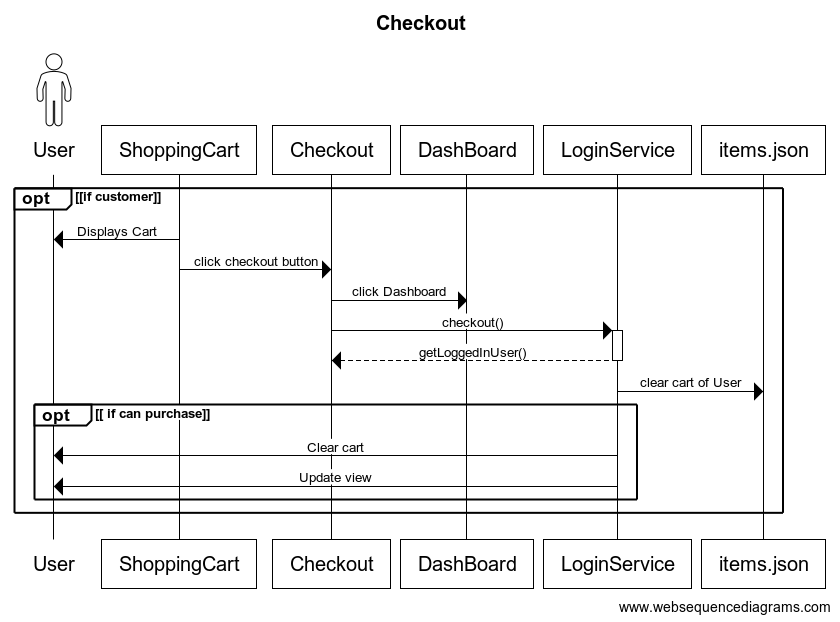 Checkout
User
ShoppingCart
Checkout
DashBoard
LoginService
items.json
opt [[if customer]]
Displays Cart
click checkout button
click Dashboard
checkout()
getLoggedInUser()
clear cart of User
opt [[ if can purchase]]
Clear cart
Update view
User
ShoppingCart
Checkout
DashBoard
LoginService
items.json
www.websequencediagrams.com